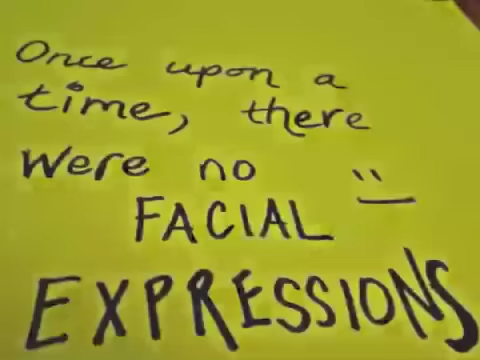 Once upon a
time, there
were no
FACIAL
EXPRESSIONS